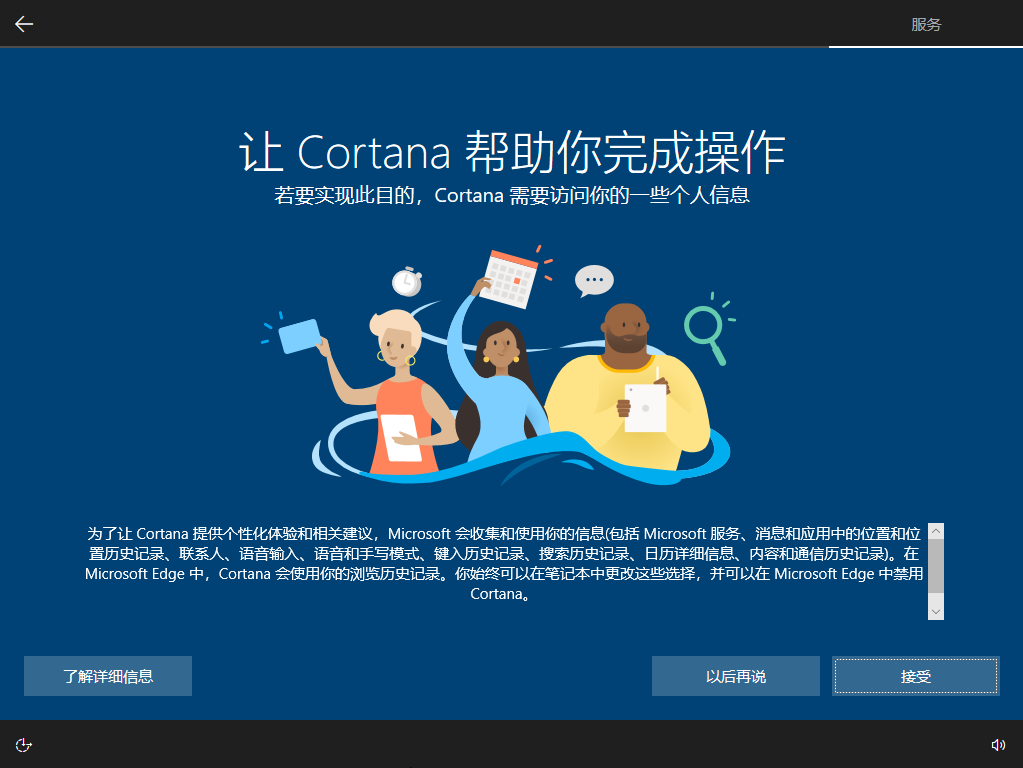 服务
让 Cortana 帮助你完成操作
若要实现此目的，Cortana 需要访问你的一些个人信息
为了让 Cortana 提供个性化体验和相关建议，Microsoft 会收集和使用你的信息(包括 Microsoft 服务、消息和应用中的位置和位
置历史记录、联系人、语音输入、语音和手写模式、键入历史记录、搜索历史记录、日历详细信息、内容和通信历史记录)。在
Microsoft Edge 中，Cortana 会使用你的浏览历史记录。你始终可以在笔记本中更改这些选择，并可以在 Microsoft Edge 中禁用
Cortana。
了解详细信息
以后再说
接受